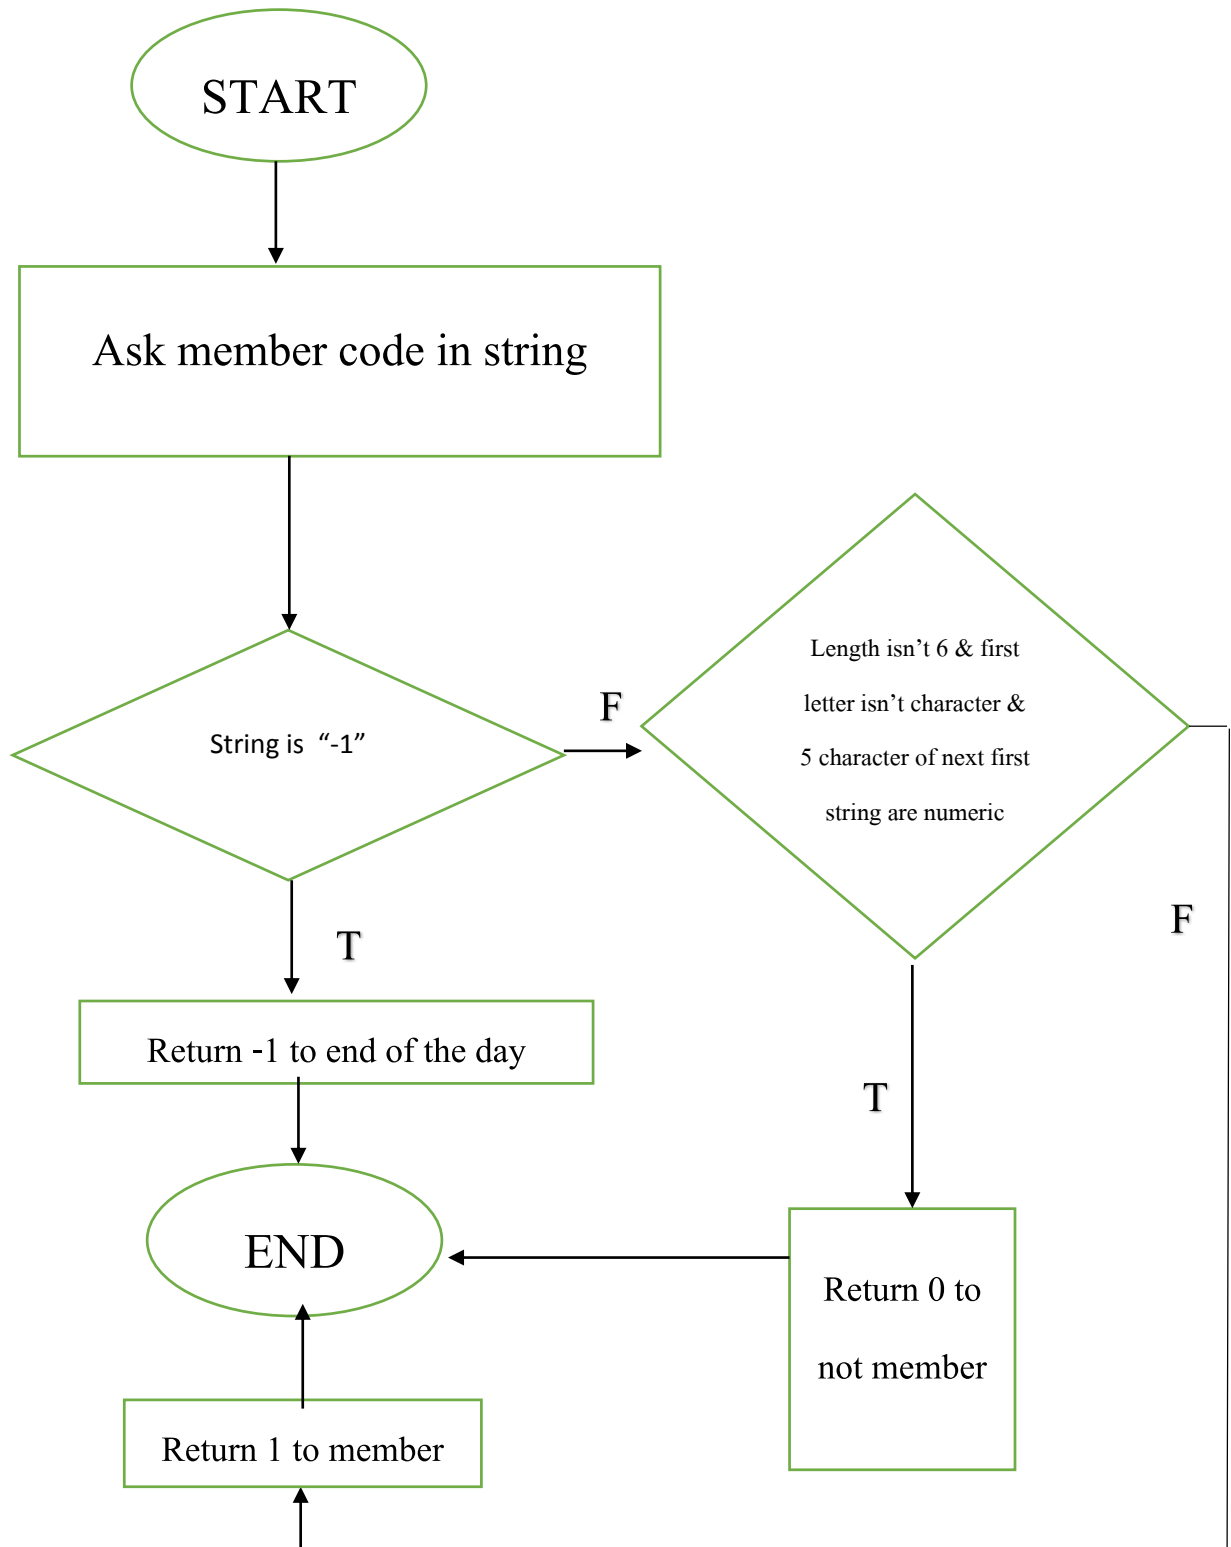 START
Ask member code in string
String is “-1”
F
Length isn’t 6 & first
letter isn’t character &
5 character of next first
string are numeric
F
T
Return -1 to end of the day
T
END
Return 0 to
not member
Return 1 to member